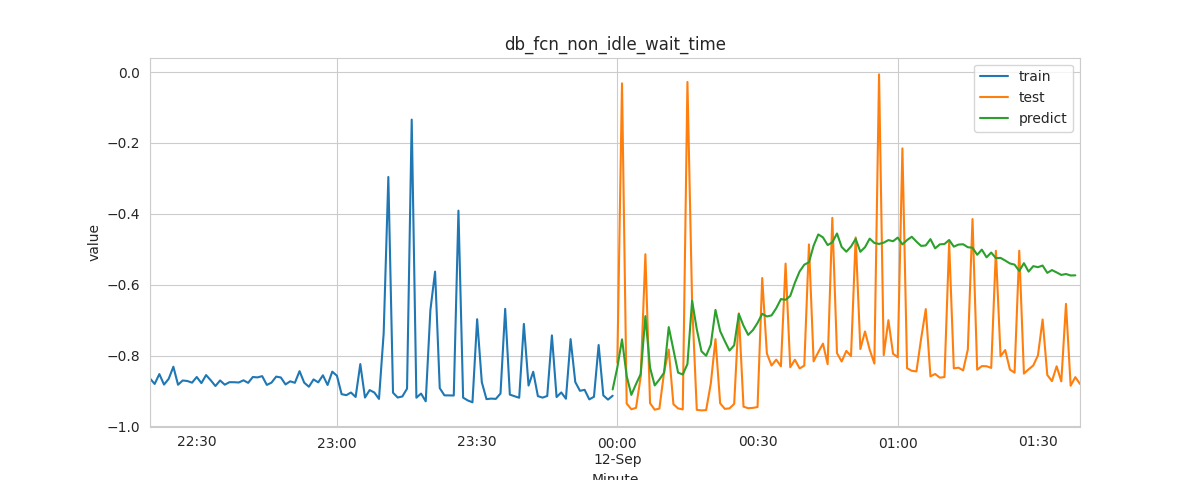 db_fcn_non_idle_wait_time
train
test
predict
value
0.0
−0.2
−0.4
−0.6
−0.8
−1.0
22:30
23:00
23:30
00:00
12-Sep
00:30
01:00
01:30
Minute